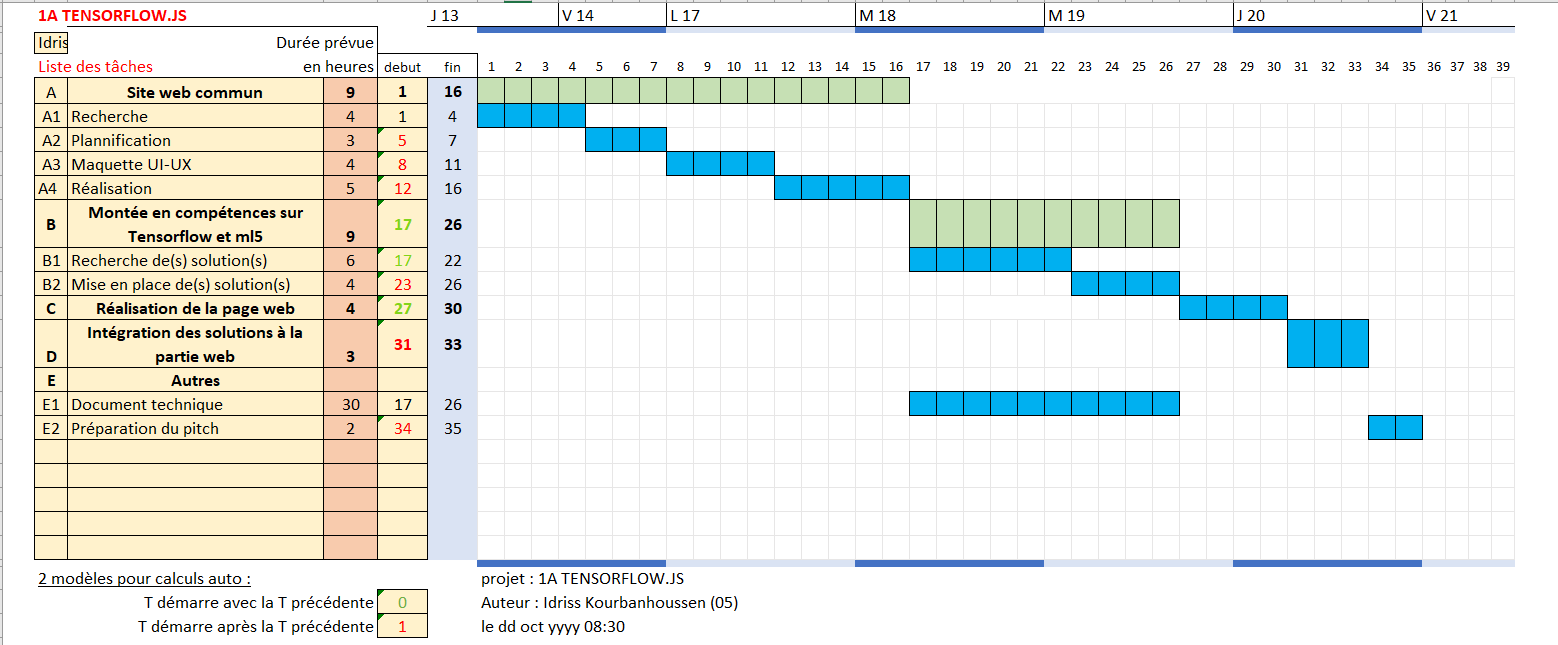 1A TENSORFLOW.JS J 13 V 14 L 17 M 18 M 19 J 20 V 21
Idris Durée prévue
Liste des tâches en heures debut fin 1 2 3 4 5 6 7 8 9 10 11 12 13 14 15 16 17 18 19 20 21 22 23 24 25 26 27 28 29 30 31 32 33 34 35 36 37 38 39
A Site web commun 9 1 16
A1 Recherche 4 1 4
A2 Plannification 3 5 7
A3 Maquette UI-UX 4 8 11
A4 Réalisation 5 12 16
B Montée en compétences sur
Tensorflow et ml5 9 17 26
B1 Recherche de(s) solution(s) 6 17 22
B2 Mise en place de(s) solution(s) 4 23 26
C Réalisation de la page web 4 27 30
Intégration des solutions à la
D partie web 3 31 33
E Autres
E1 Document technique 30 17 26
E2 Préparation du pitch 2 34 35
2 modèles pour calculs auto : projet : 1A TENSORFLOW.JS
T démarre avec la T précédente 0 Auteur : Idriss Kourbanhoussen (05)
T démarre après la T précédente 1 le dd oct yyyy 08:30